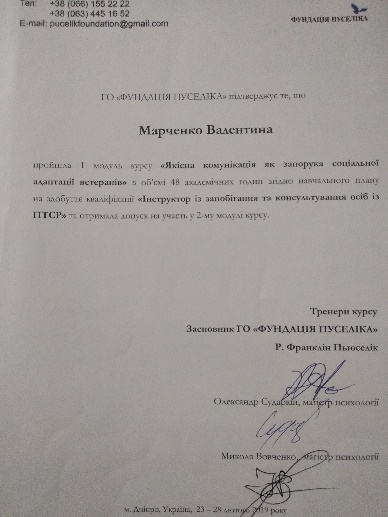 Тел: +38 (066) 155 22 22
+38 (063) 445 16 52
E-mail: pucelikfoundation@gmail.com
ФУНДАЦІЯ ПУСЕЛІКА
ГО «ФУНДАЦІЯ ПУСЕЛІКА» підтверджує те, що
Марченко Валентина
пройшла 1 модуль курсу «Якісна комунікація як запорука соціальної
адаптації ветеранів» в об'ємі 48 академічних годин згідно навчального плану
на здобуття кваліфікації «Інструктор із запобігання та консультування осіб із
ПТСР» та отримала допуск на участь у 2-му модулі курсу.
Тренери курсу
Засновник ГО «ФУНДАЦІЯ ПУСЕЛІКА»
Р. Франклін Пьюселік
Олександр Сударкін, магістр психології
Микола Вовченко, магістр психології
м. Дніпро, Україна, 23 – 28 лютого 2019 року